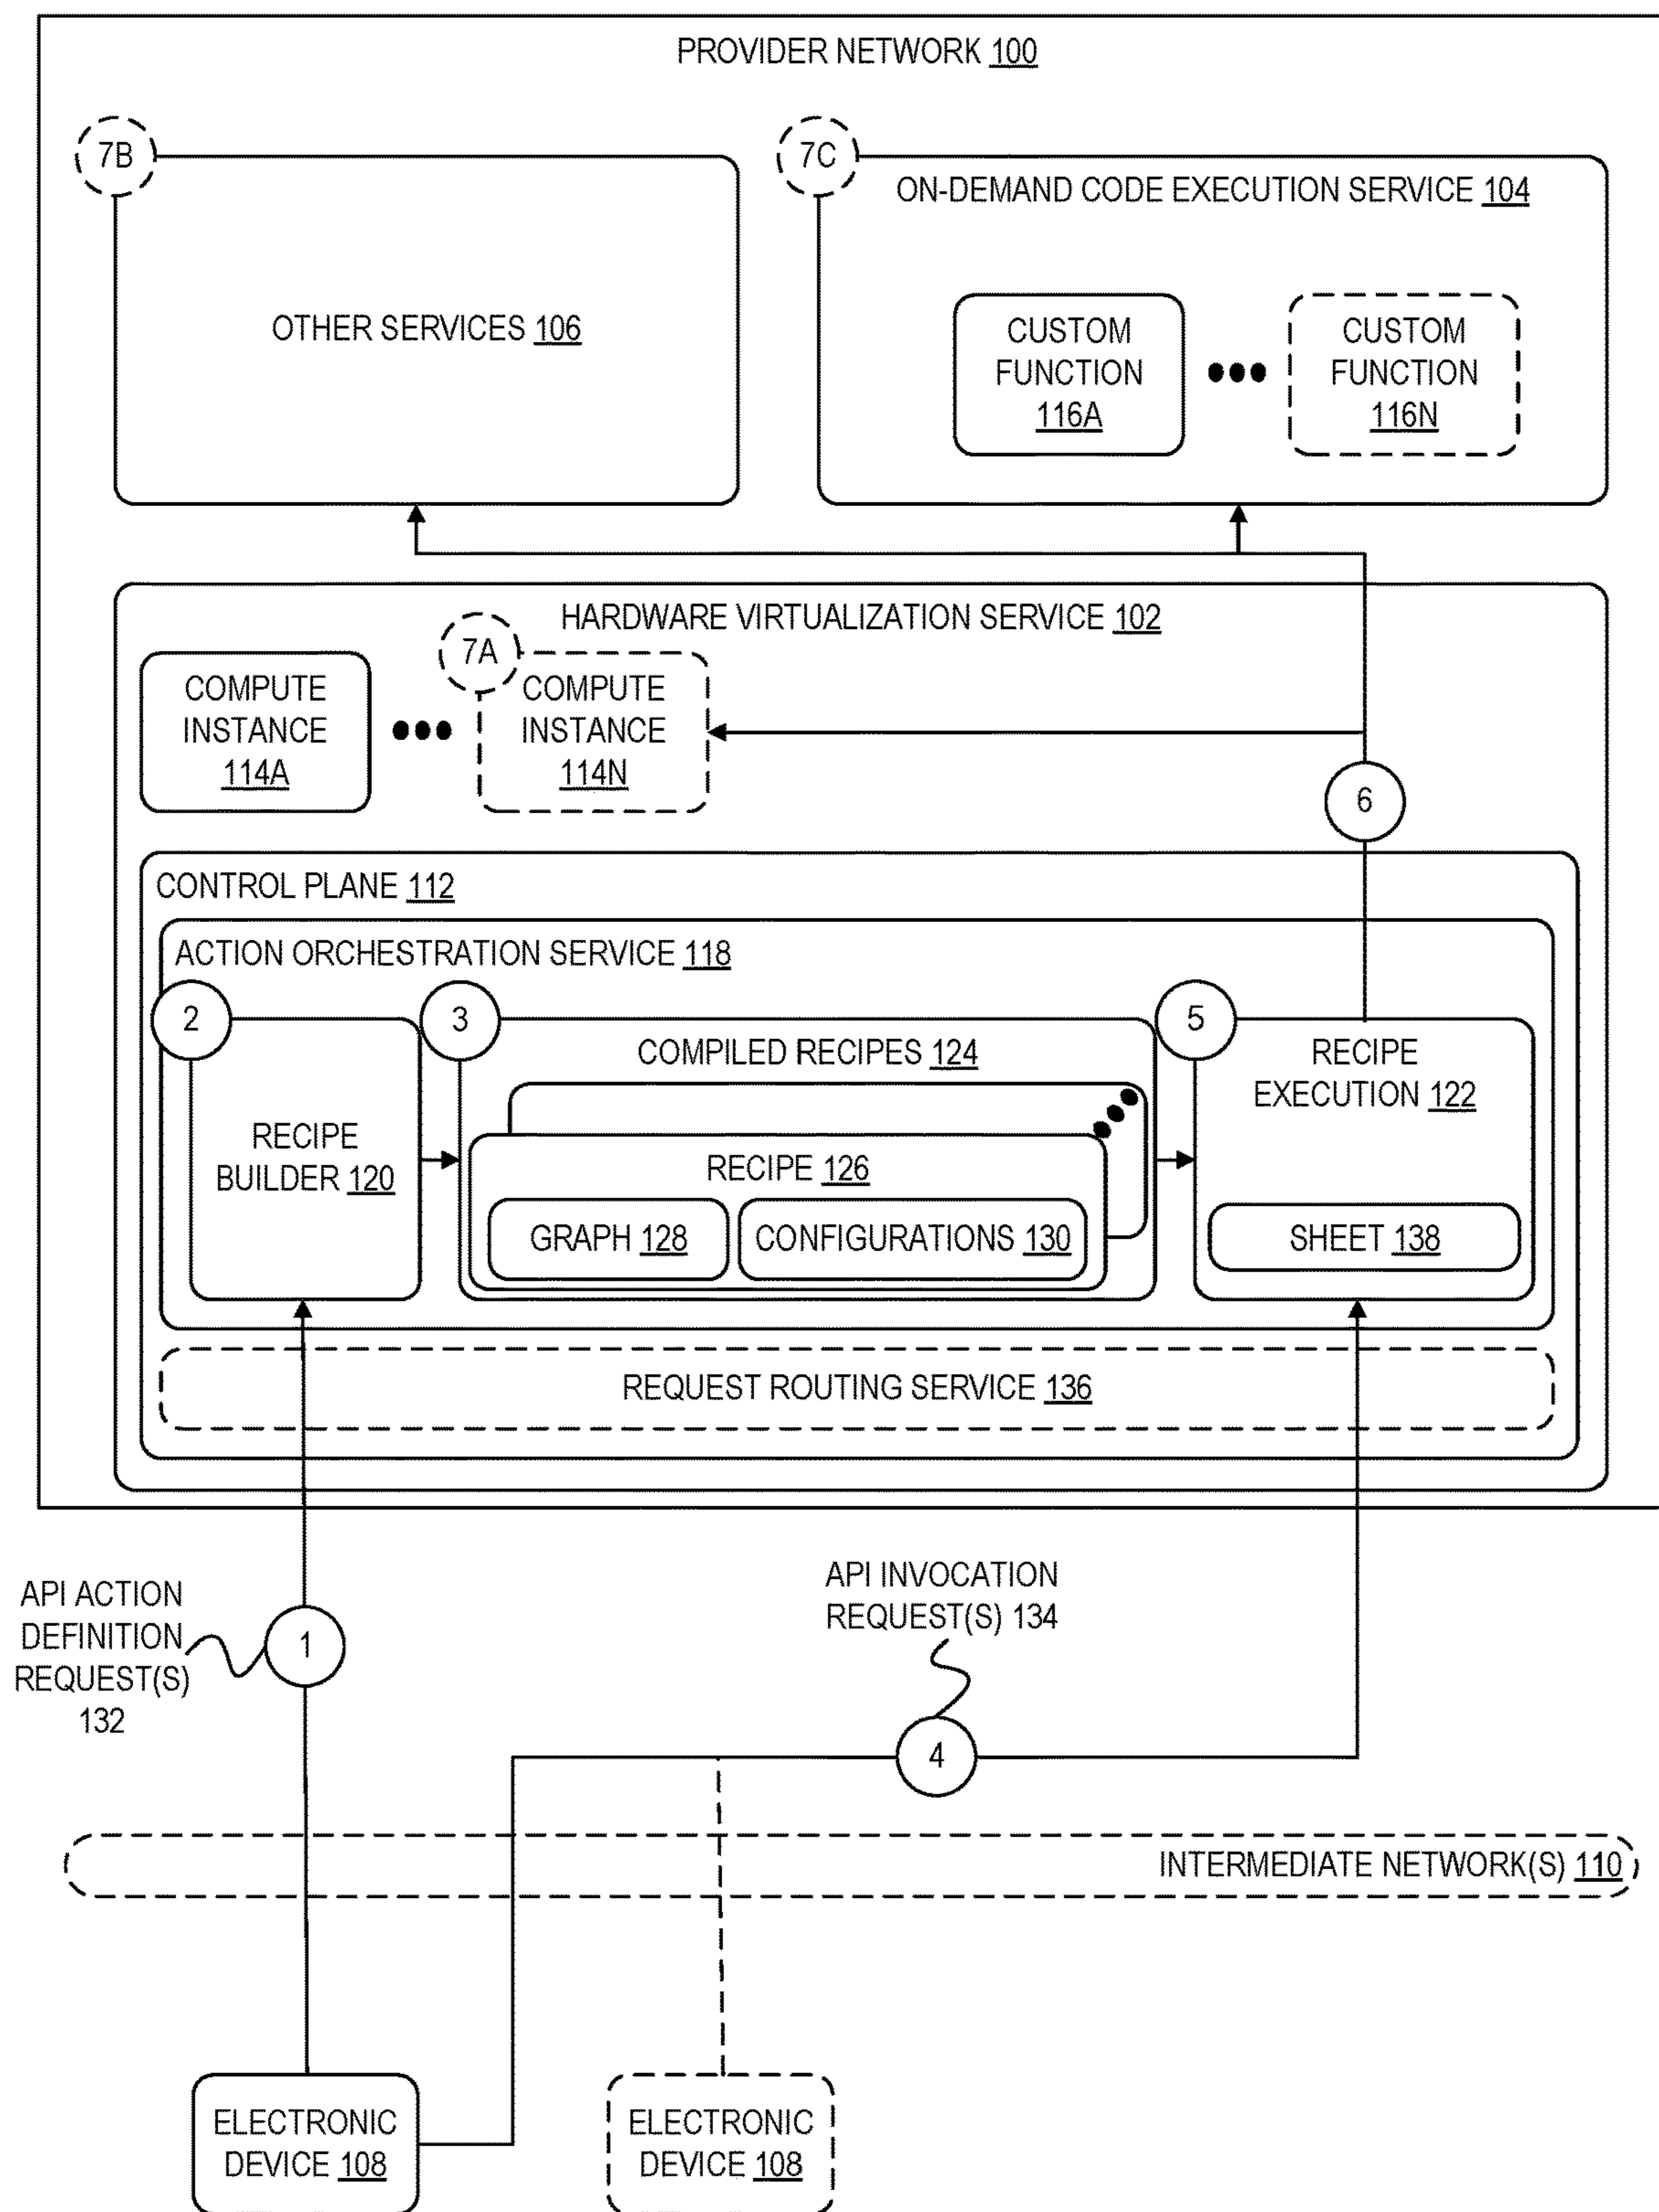 PROVIDER NETWORK 100
7B
7C
ON-DEMAND CODE EXECUTION SERVICE 104
OTHER SERVICES 106
CUSTOM
FUNCTION
116A
CUSTOM
FUNCTION
116N
HARDWARE VIRTUALIZATION SERVICE 102
7A
COMPUTE
INSTANCE
114A
COMPUTE
INSTANCE
114N
6
CONTROL PLANE 112
ACTION ORCHESTRATION SERVICE 118
2
3
5
RECIPE
BUILDER 120
COMPILED RECIPES 124
RECIPE 126
GRAPH 128
CONFIGURATIONS 130
RECIPE
EXECUTION 122
SHEET 138
REQUEST ROUTING SERVICE 136
API ACTION
DEFINITION
REQUEST(S)
132
1
API INVOCATION
REQUEST(S) 134
4
INTERMEDIATE NETWORK(S) 110
ELECTRONIC
DEVICE 108
ELECTRONIC
DEVICE 108